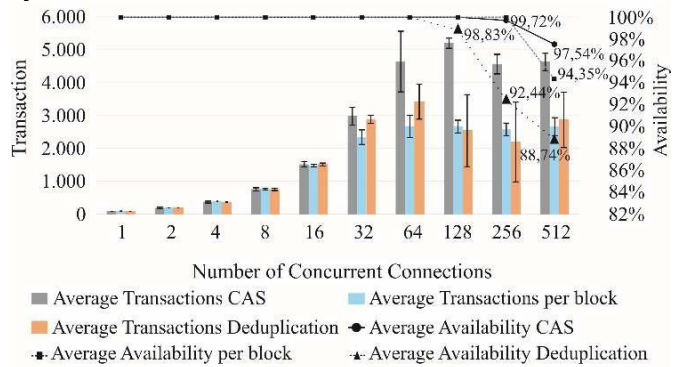 6.000 100%
98%
5.000 99,72%
98,83% 97,54% 96%
4.000 94,35% 94%
92,44% 92%
3.000 90%
2.000 88,74% 88%
86%
1.000 84%
0 82%
Transaction
Availability
1 2 4 8 16 32 64 128 256 512
Number of Concurrent Connections
Average Transactions CAS Average Transactions per block
Average Transactions Deduplication Average Availability CAS
Average Availability per block Average Availability Deduplication